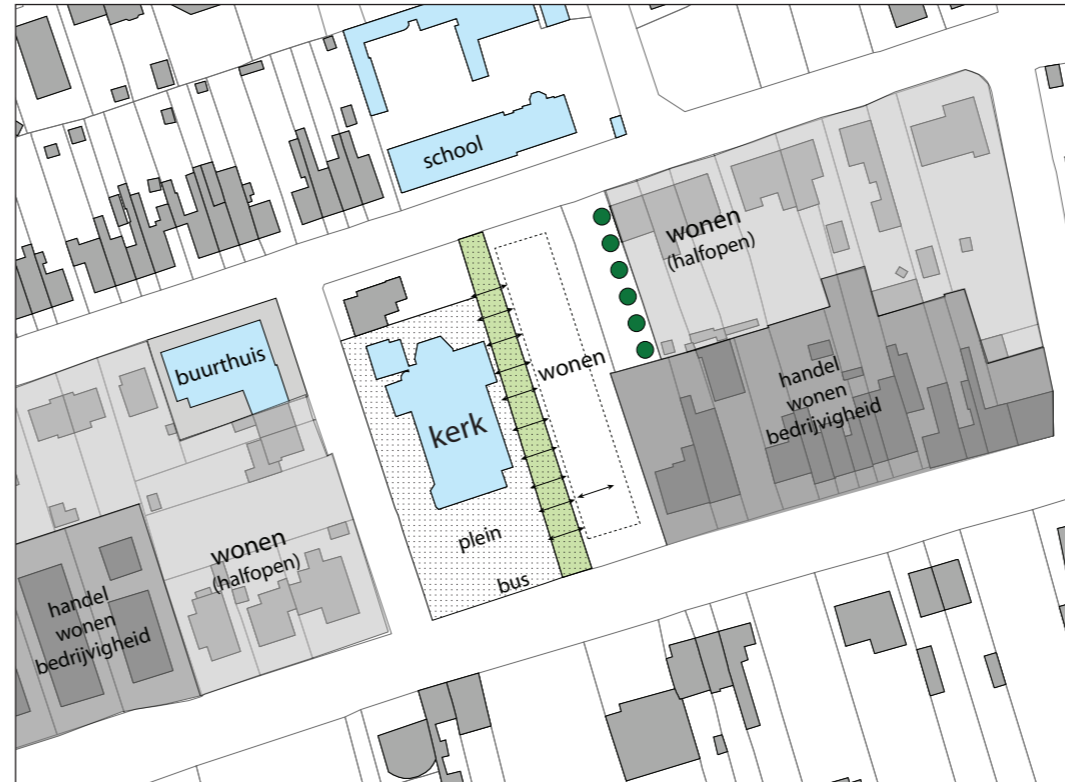 school
wonen
(halfopen)
buurthuis
wonen
kerk
handel
wonen
bedrijvigheid
plein
bus
wonen
(halfopen)
handel
wonen
bedrijvigheid